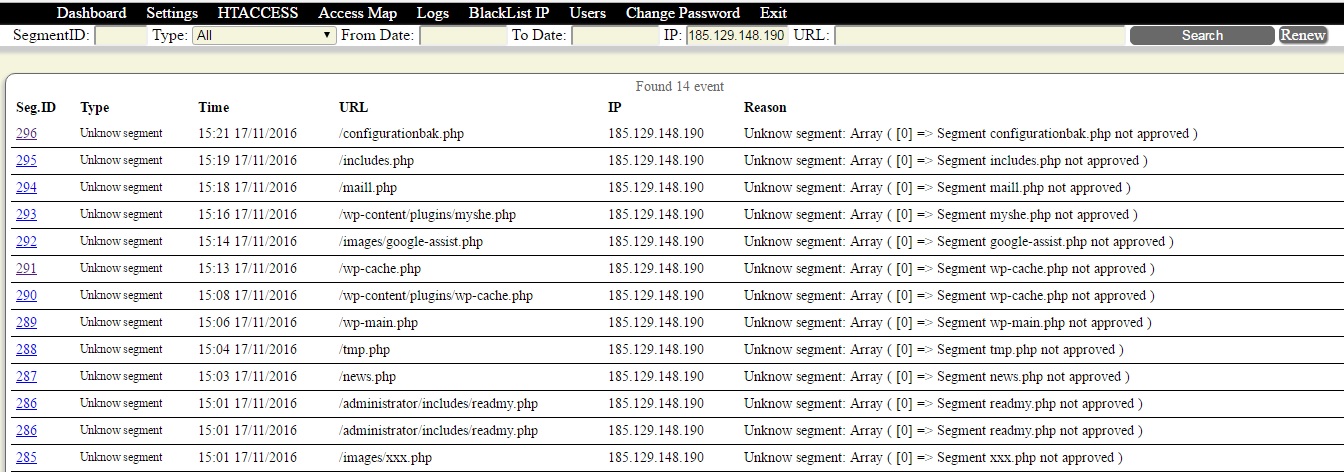 Dashboard Settings HTACCESS Access Map Logs BlackList IP Users Change Password Exit
SegmentID: Type: All From Date: To Date: IP: 185.129.148.190 URL: Search Renew
Found 14 event
Seg.ID Type Time URL IP Reason
296 Unknow segment 15:21 17/11/2016 /configurationbak.php 185.129.148.190 Unknow segment: Array ( [0] => Segment configurationbak.php not approved )
295 Unknow segment 15:19 17/11/2016 /includes.php 185.129.148.190 Unknow segment: Array ( [0] => Segment includes.php not approved )
294 Unknow segment 15:18 17/11/2016 /maill.php 185.129.148.190 Unknow segment: Array ( [0] => Segment maill.php not approved )
293 Unknow segment 15:16 17/11/2016 /wp-content/plugins/myshe.php 185.129.148.190 Unknow segment: Array ( [0] => Segment myshe.php not approved )
292 Unknow segment 15:14 17/11/2016 /images/google-assist.php 185.129.148.190 Unknow segment: Array ( [0] => Segment google-assist.php not approved )
291 Unknow segment 15:13 17/11/2016 /wp-cache.php 185.129.148.190 Unknow segment: Array ( [0] => Segment wp-cache.php not approved )
290 Unknow segment 15:08 17/11/2016 /wp-content/plugins/wp-cache.php 185.129.148.190 Unknow segment: Array ( [0] => Segment wp-cache.php not approved )
289 Unknow segment 15:06 17/11/2016 /wp-main.php 185.129.148.190 Unknow segment: Array ( [0] => Segment wp-main.php not approved )
288 Unknow segment 15:04 17/11/2016 /tmp.php 185.129.148.190 Unknow segment: Array ( [0] => Segment tmp.php not approved )
287 Unknow segment 15:03 17/11/2016 /news.php 185.129.148.190 Unknow segment: Array ( [0] => Segment news.php not approved )
286 Unknow segment 15:01 17/11/2016 /administrator/includes/readmy.php 185.129.148.190 Unknow segment: Array ( [0] => Segment readmy.php not approved )
286 Unknow segment 15:01 17/11/2016 /administrator/includes/readmy.php 185.129.148.190 Unknow segment: Array ( [0] => Segment readmy.php not approved )
285 Unknow segment 15:01 17/11/2016 /images/xxx.php 185.129.148.190 Unknow segment: Array ( [0] => Segment xxx.php not approved )